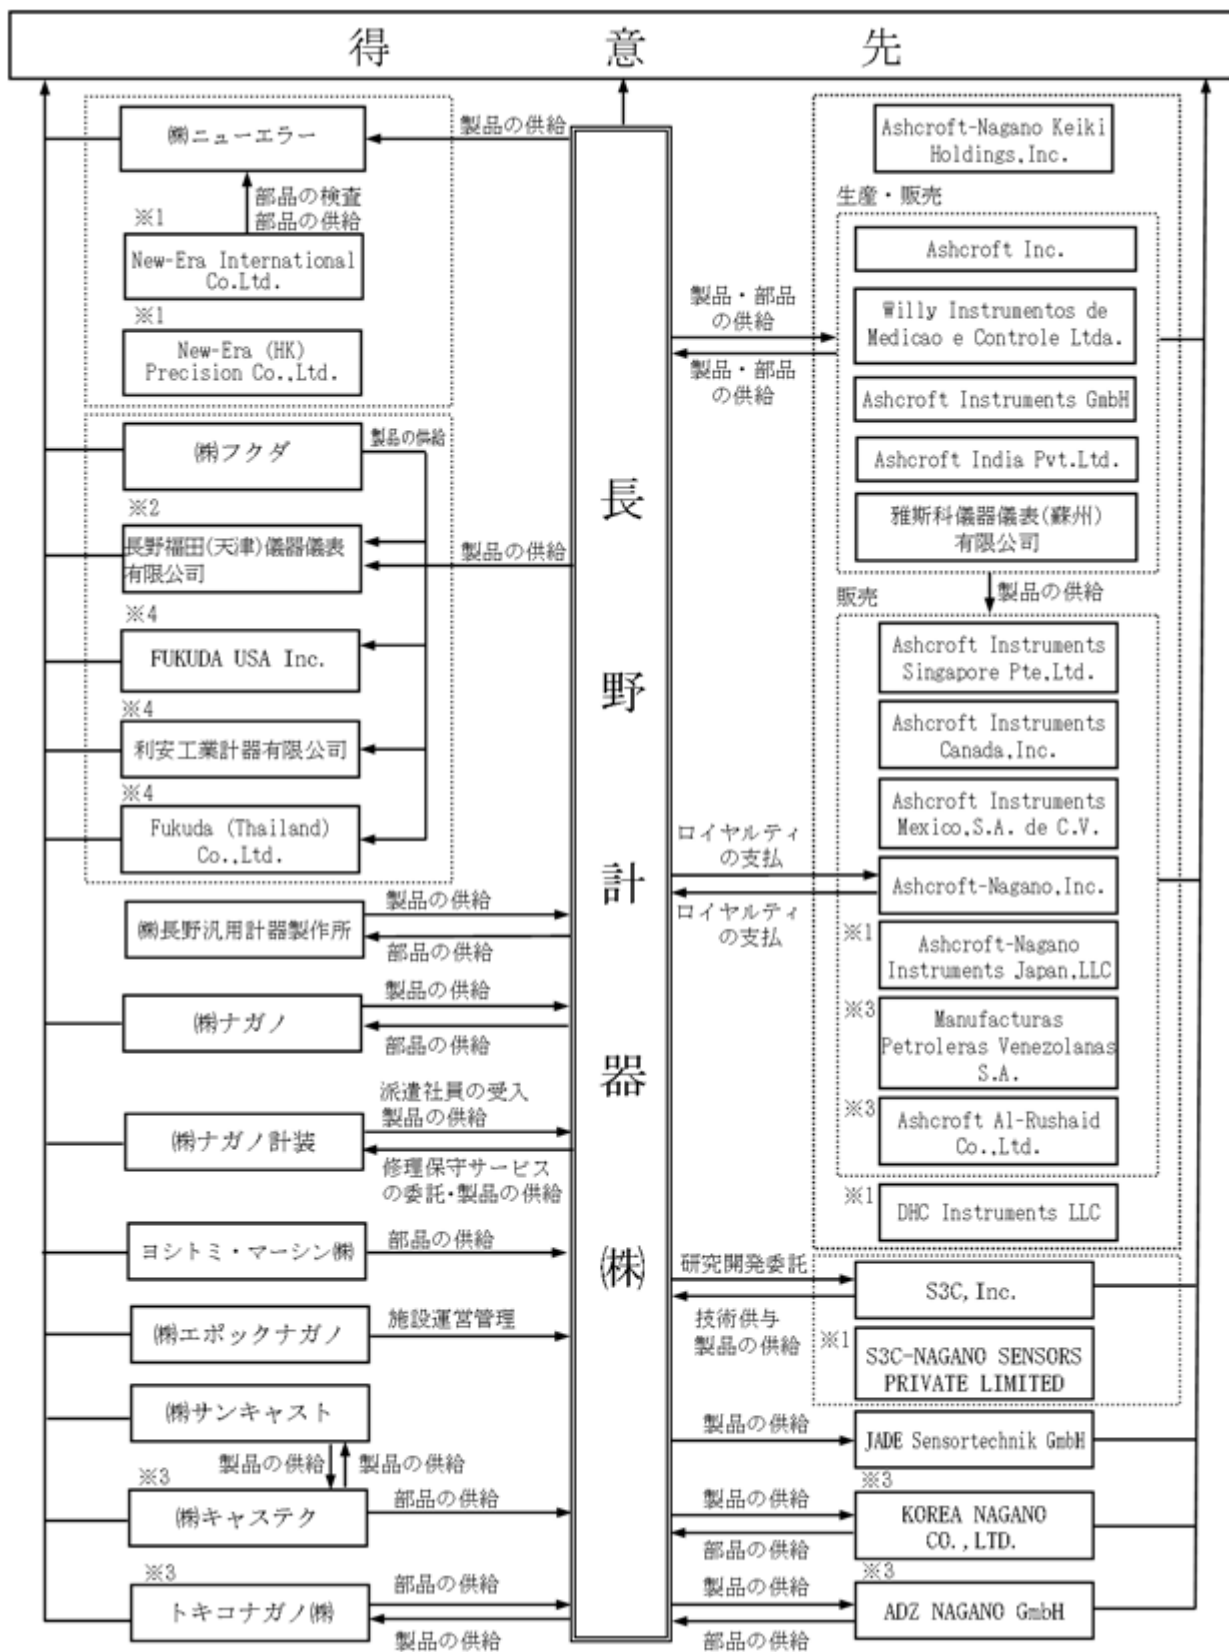 得意先
㈱ニューエラー
製品の供給
部品の検査
部品の供給
※1
New-Era International
Co.Ltd.
※1
New-Era (HK)
Precision Co.,Ltd.
㈱フクダ
製品の供給
※2
長野福田(天津)儀器儀表
有限公司
製品の供給
※4
FUKUDA USA Inc.
※4
利安工業計器有限公司
※4
Fukuda (Thailand)
Co.,Ltd.
㈱長野汎用計器製作所
製品の供給
部品の供給
㈱ナガノ
製品の供給
部品の供給
㈱ナガノ計装
派遣社員の受入
製品の供給
修理保守サービス
の委託・製品の供給
ヨシトミ・マーシン㈱
部品の供給
㈱エポックナガノ
施設運営管理
㈱サンキャスト
製品の供給
製品の供給
※3
㈱キャステク
部品の供給
※3
トキコナガノ㈱
部品の供給
製品の供給
長野計器㈱
Ashcroft-Nagano Keiki
Holdings,Inc.
生産・販売
Ashcroft Inc.
Willy Instrumentos de
Medicao e Controle Ltda.
Ashcroft Instruments GmbH
Ashcroft India Pvt.Ltd.
雅斯科儀器儀表(蘇州)
有限公司
製品・部品
の供給
製品・部品
の供給
製品の供給
販売
Ashcroft Instruments
Singapore Pte,Ltd.
Ashcroft Instruments
Canada,Inc.
Ashcroft Instruments
Mexico,S.A. de C.V.
ロイヤルティ
の支払
Ashcroft-Nagano,Inc.
ロイヤルティ
の支払
※1
Ashcroft-Nagano
Instruments Japan,LLC
※3
Manufacturas
Petroleras Venezolanas
S.A.
※3
Ashcroft Al-Rushaid
Co.,Ltd.
※1
DHC Instruments LLC
研究開発委託
S3C,Inc.
技術供与
製品の供給
※1
S3C-NAGANO SENSORS
PRIVATE LIMITED
製品の供給
JADE Sensortechnik GmbH
※3
製品の供給
KOREA NAGANO
CO.,LTD.
部品の供給
※3
製品の供給
ADZ NAGANO GmbH
部品の供給